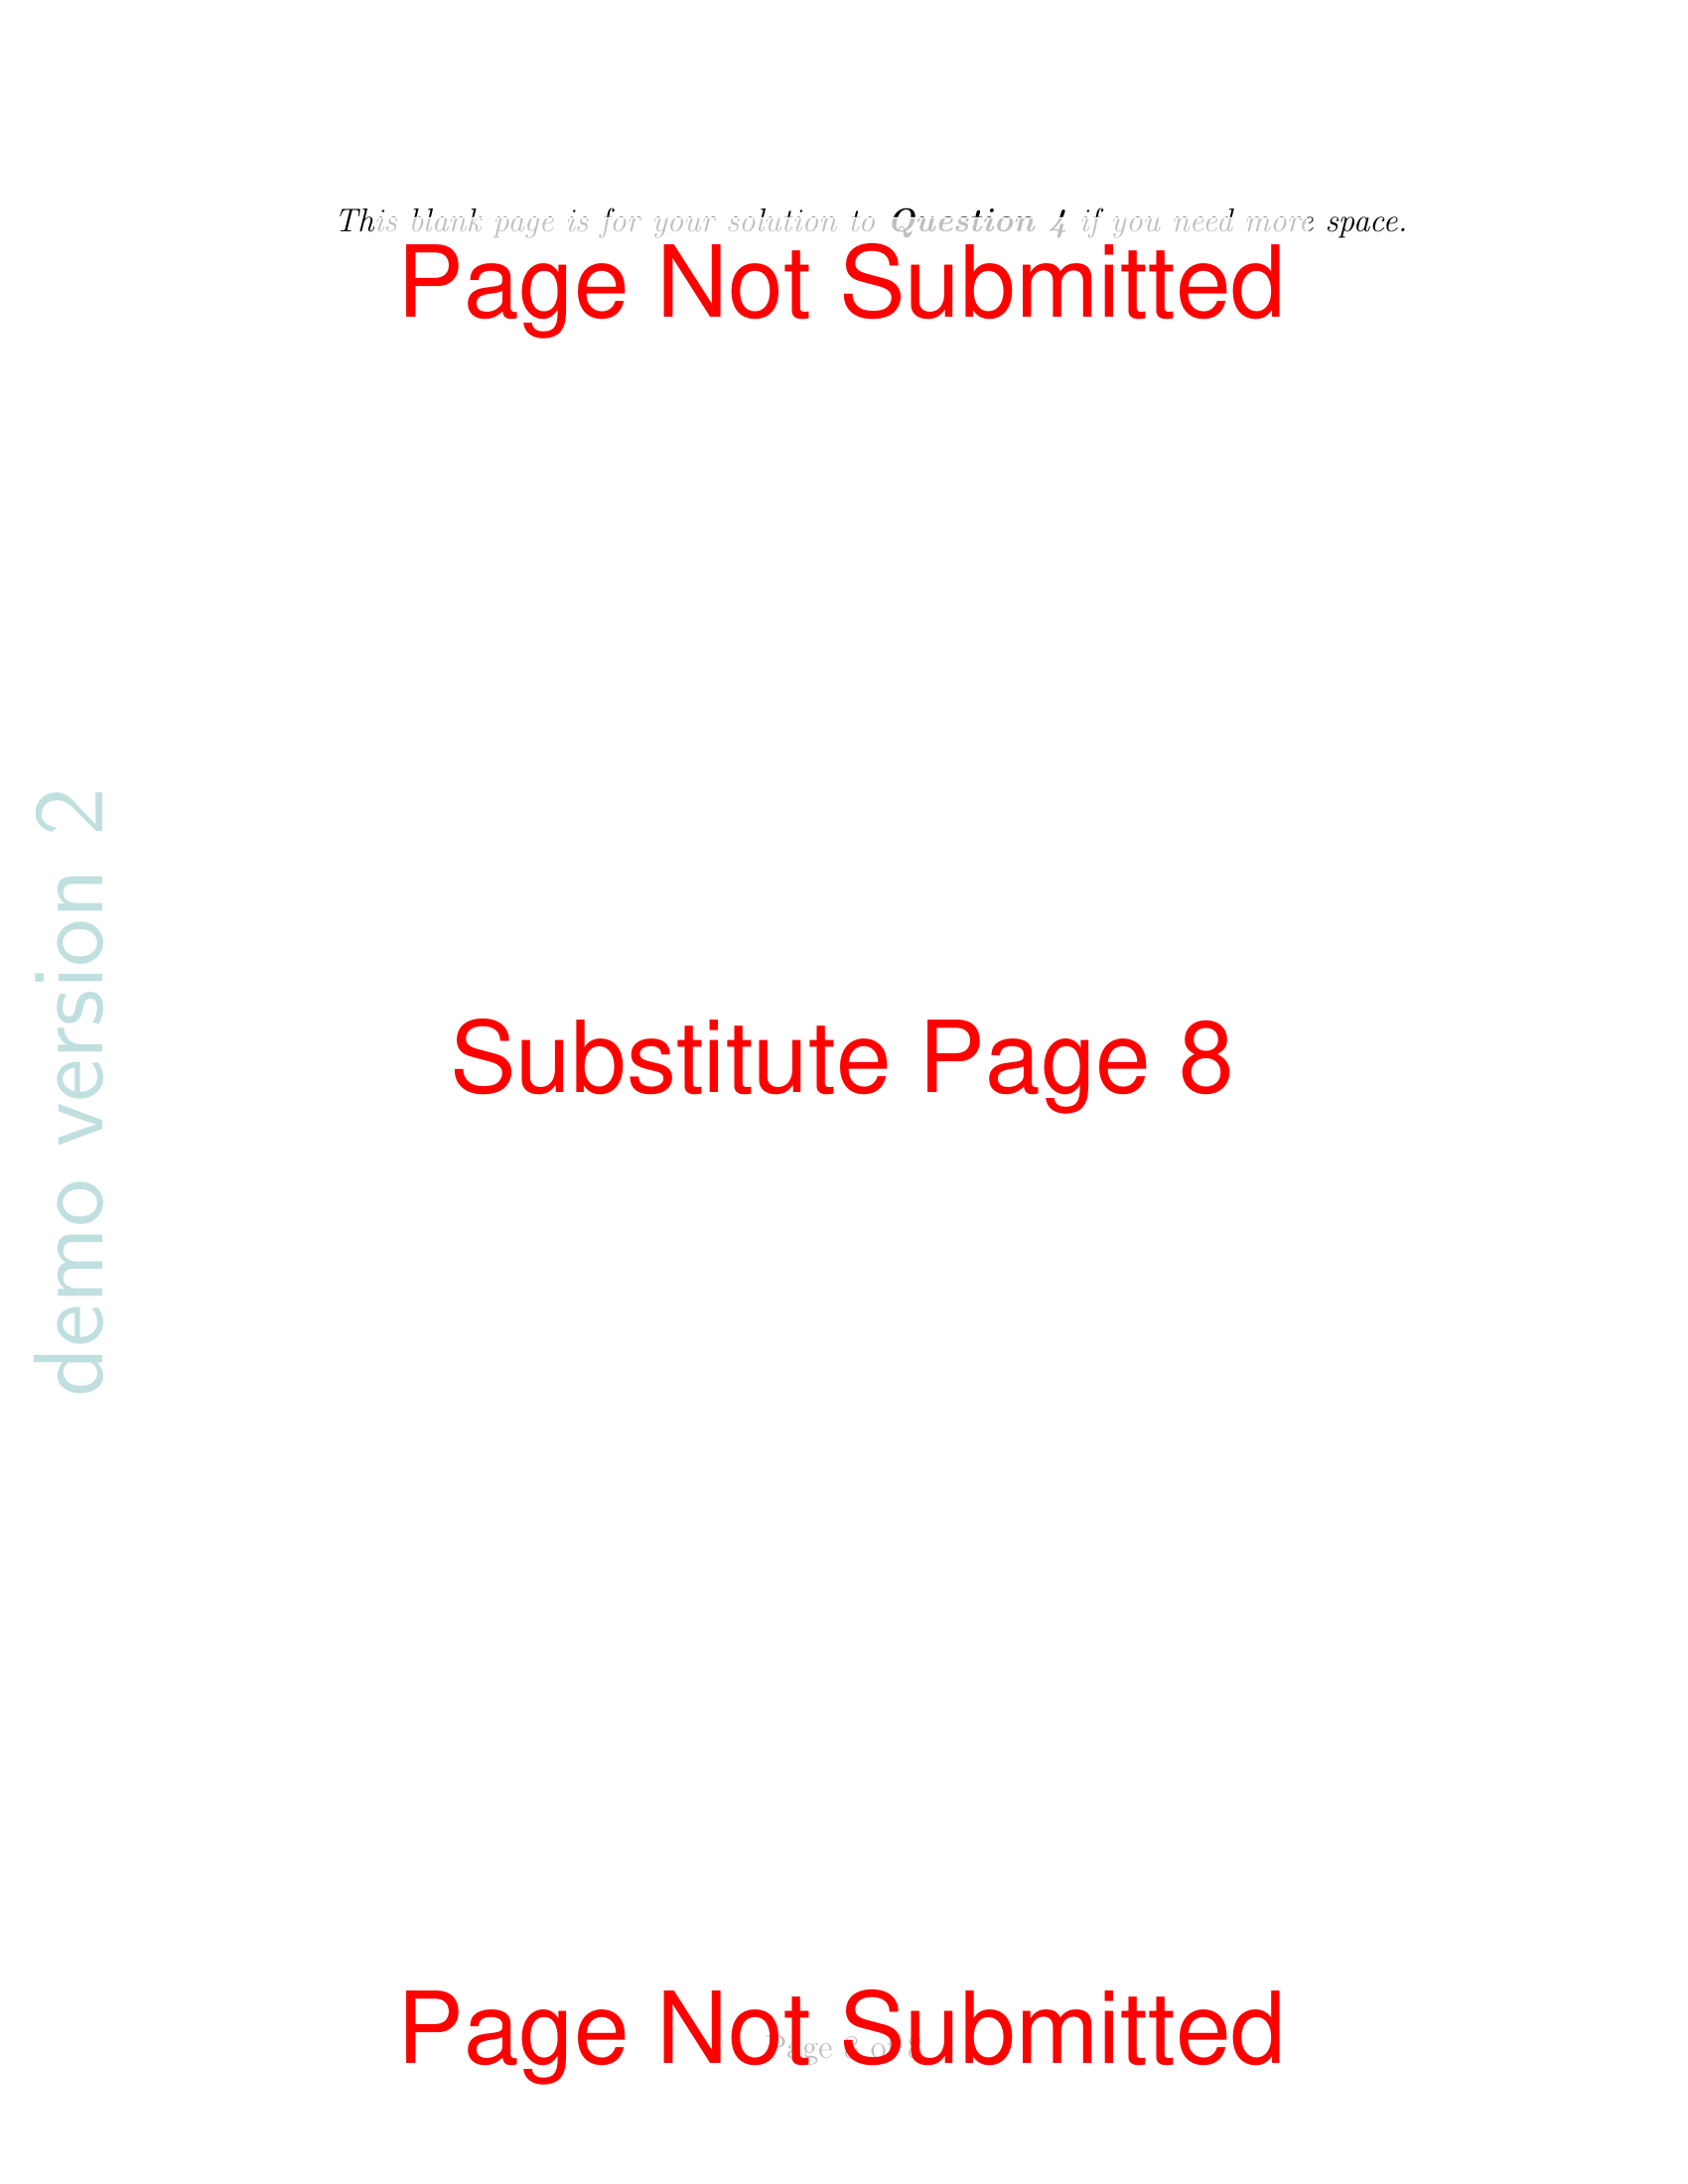 This blank page is for your solution to Question 4 if you need more space.
Page Not Submitted
demo version 2
Substitute Page 8
Page Not Submitted
Page 8 of 8